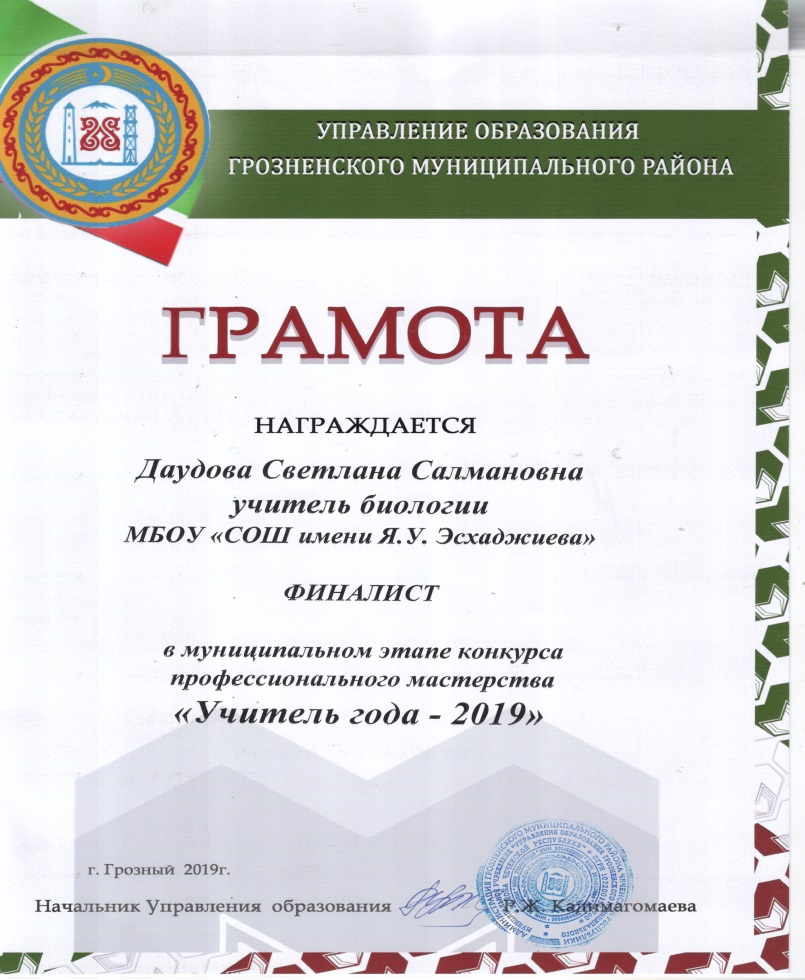 УПРАВЛЕНИЕ ОБРАЗОВАНИЯ
ГРОЗНЕНСКОГО МУНИЦИПАЛЬНОГО РАЙОНА
ГРАМОТА
НАГРАЖДАЕТСЯ
Даудова Светлана Салмановна
учитель биологии
МБОУ «СОШ имени Я.У. Эсхаджиева»
ФИНАЛИСТ
в муниципальном этапе конкурса
профессионального мастерства
«Учитель года - 2019»
г. Грозный 2019г.
Начальник Управления образования Р.Ж. Калимагомаева